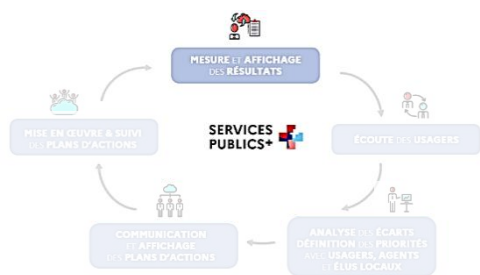 MESURE ET AFFICHAGE
DES RÉSULTATS
MISE EN ŒUVRE & SUIVI
DES PLANS D'ACTIONS
SERVICES
PUBLICS+
ÉCOUTE DES USAGERS
COMMUNICATION
ET AFFICHAGE
DES PLANS D'ACTIONS
ANALYSE DES ÉCARTS
DÉFINITION DES PRIORITÉS
AVEC USAGERS, AGENTS
ET ÉLUS LOCAUX